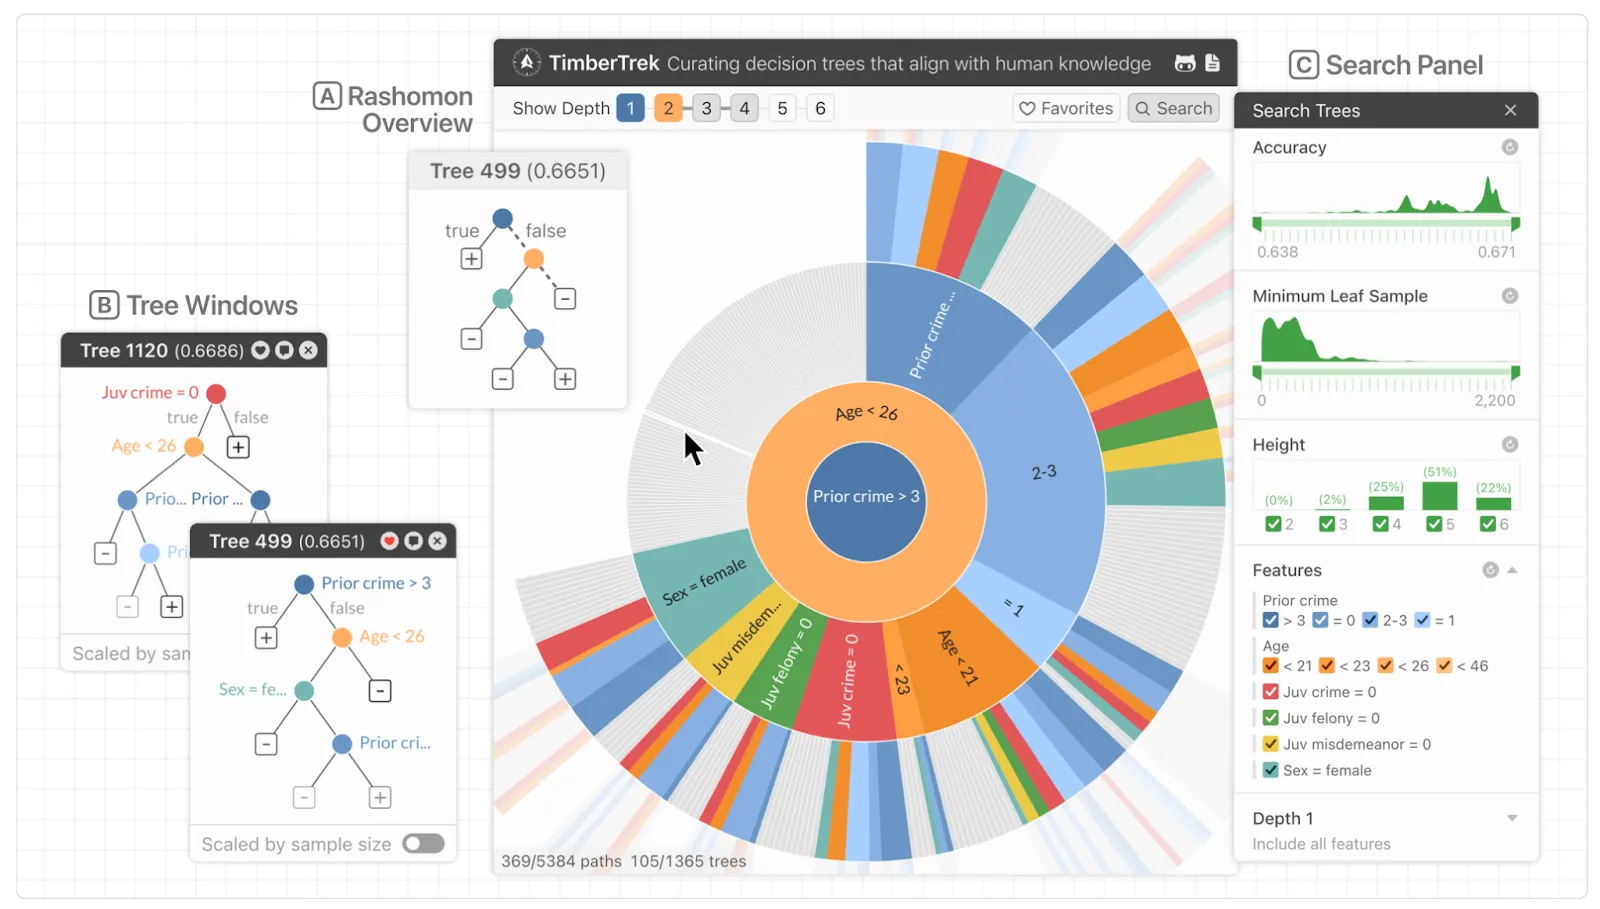 A Rashomon
Overview
TimberTrek Curating decision trees that align with human knowledge
Show Depth 1 2 3 4 5 6
Favorites
Search
Tree 499 (0.6651)
true
false
+
-
-
-
+
B Tree Windows
Tree 1120 (0.6686)
Juv crime = 0
true
false
Age < 26
+
Prio...
Prior ...
-
Pri
-
+
Scaled by sam
Tree 499 (0.6651)
Prior crime > 3
true
false
+
Age < 26
Sex = fe...
-
-
Prior cri...
-
+
Scaled by sample size
Prior crime ...
Age < 26
Prior crime > 3
2-3
= 1
Age < 21
< 23
Juv crime = 0
Juv felony = 0
Juv misdem...
Sex = female
369/5384 paths 105/1365 trees
C Search Panel
Search Trees
Accuracy
0.638
0.671
Minimum Leaf Sample
0
2,200
Height
(0%) (2%) (25%) (51%) (22%)
2 3 4 5 6
Features
Prior crime
> 3 = 0 2-3 = 1
Age
< 21 < 23 < 26 < 46
Juv crime = 0
Juv felony = 0
Juv misdemeanor = 0
Sex = female
Depth 1
Include all features